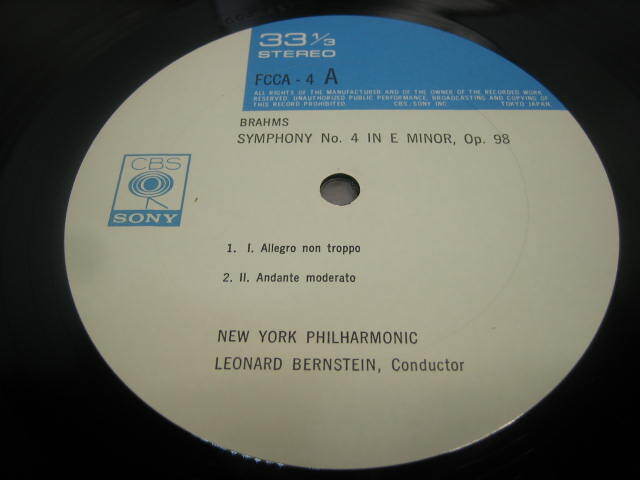 33 1/3
STEREO
FCCA - 4 A
ALL RIGHTS OF THE MANUFACTURER AND OF THE OWNER OF THE RECORDED WORK
RESERVED. UNAUTHORIZED PUBLIC PERFORMANCE, BROADCASTING AND COPYING OF
THIS RECORD PROHIBITED. CBS/SONY INC. TOKYO JAPAN
BRAHMS
SYMPHONY No. 4 IN E MINOR, Op. 98
CBS
SONY
1. I. Allegro non troppo
2. II. Andante moderato
NEW YORK PHILHARMONIC
LEONARD BERNSTEIN, Conductor